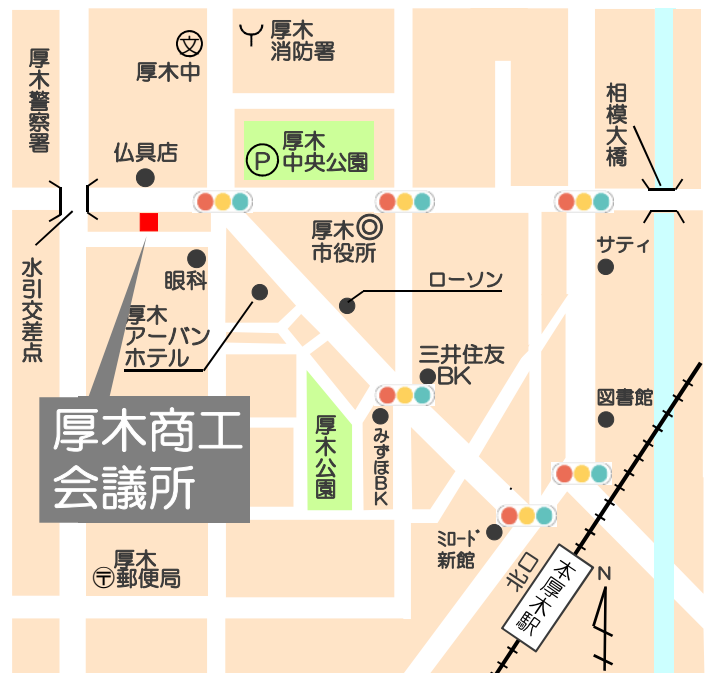 厚木警察署
文
厚木中
厚木
消防署
相模大橋
P
厚木
中央公園
仏具店
厚木
市役所
サティ
水引交差点
眼科
ローソン
厚木
アーバン
ホテル
三井住友
BK
図書館
厚木商工
会議所
厚木公園
みずほBK
ﾐﾛｰﾄﾞ
新館
厚木
〒郵便局
北口
本厚木駅
N